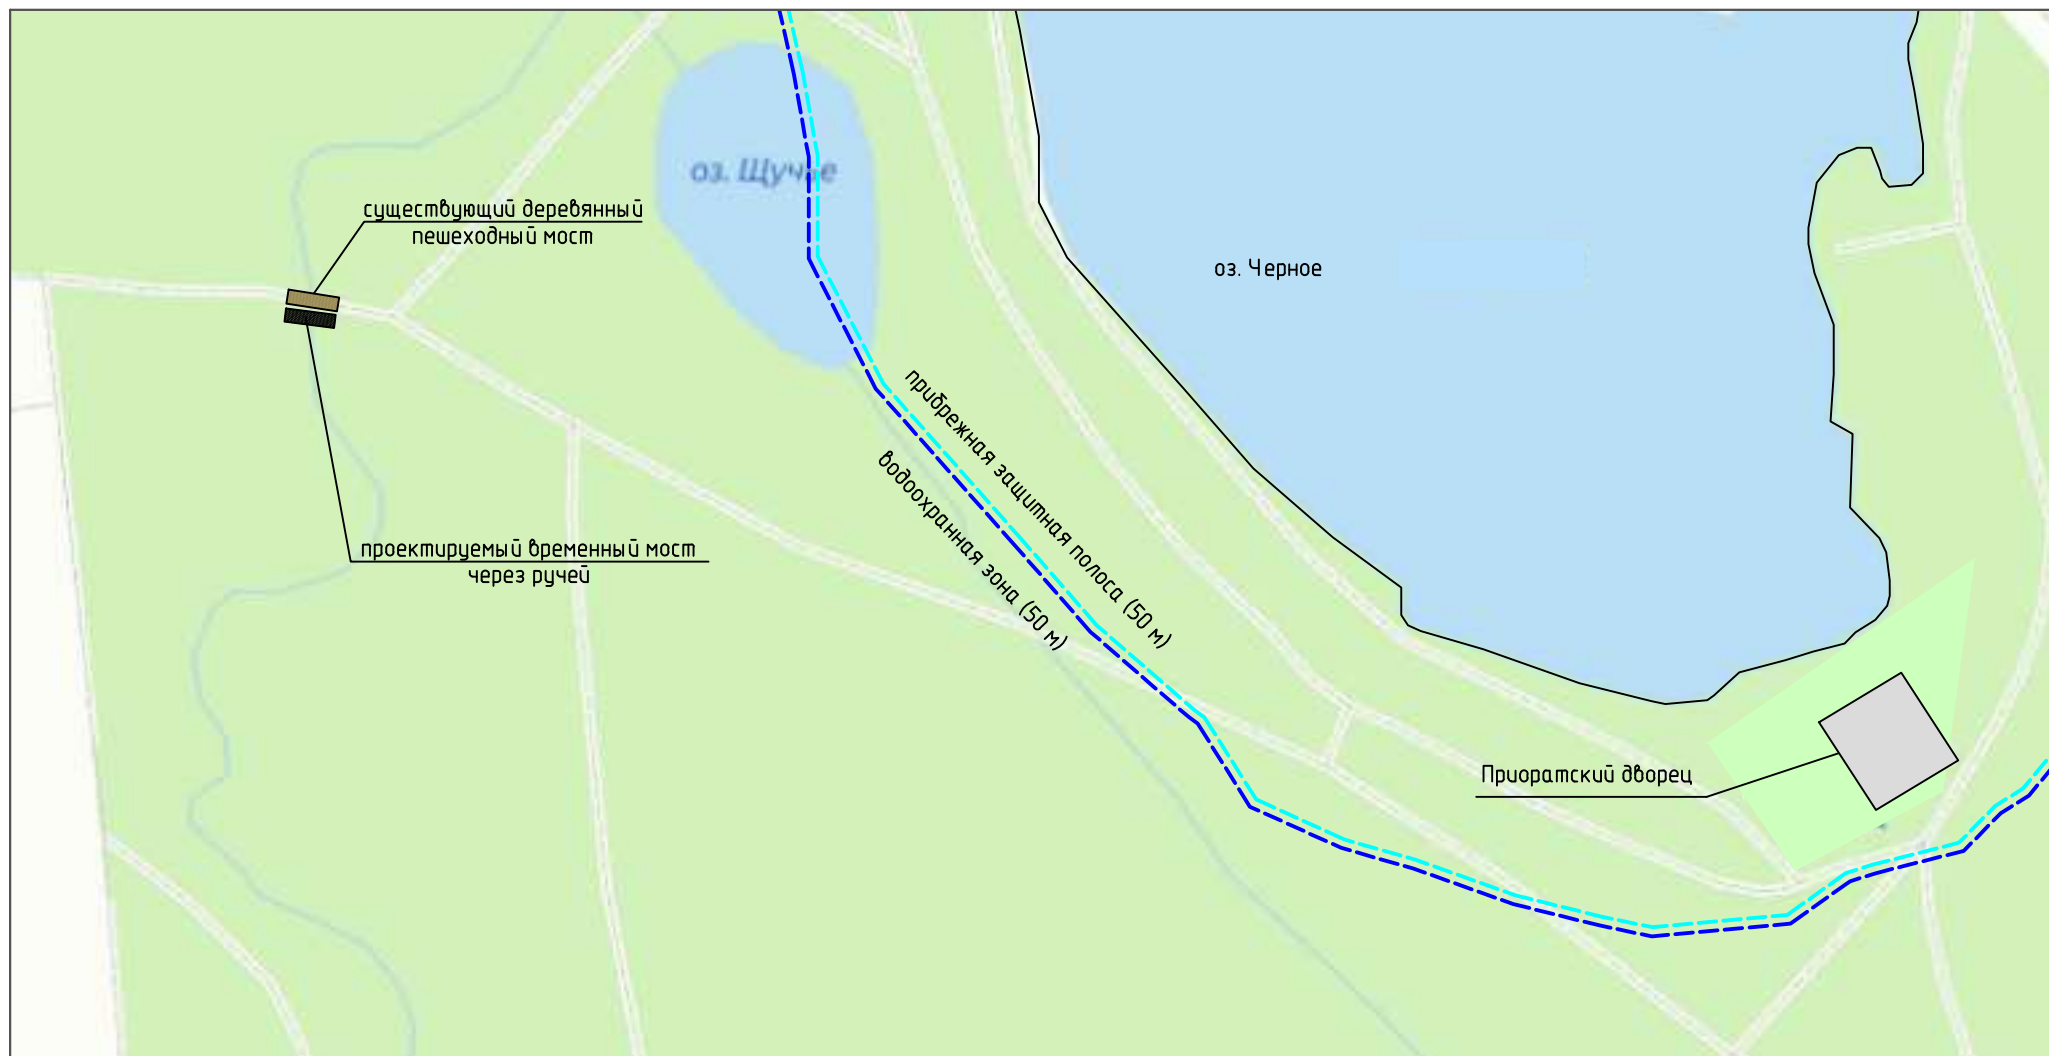 оз. Щучье
существующий деревянный
пешеходный мост
оз. Черное
прибрежная защитная полоса (50 м)
водоохранная зона (50 м)
проектируемый временный мост
через ручей
Приоратский дворец